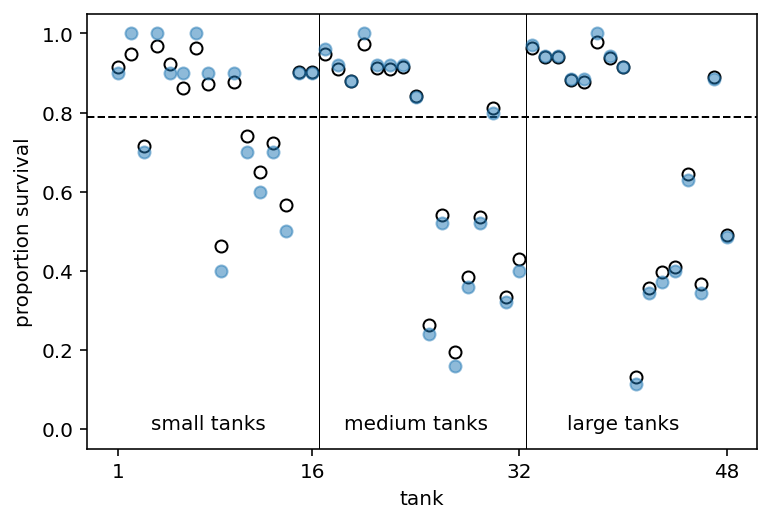 1.0
0.8
0.6
0.4
0.2
0.0
proportion survival
small tanks
medium tanks
large tanks
1
16
32
48
tank